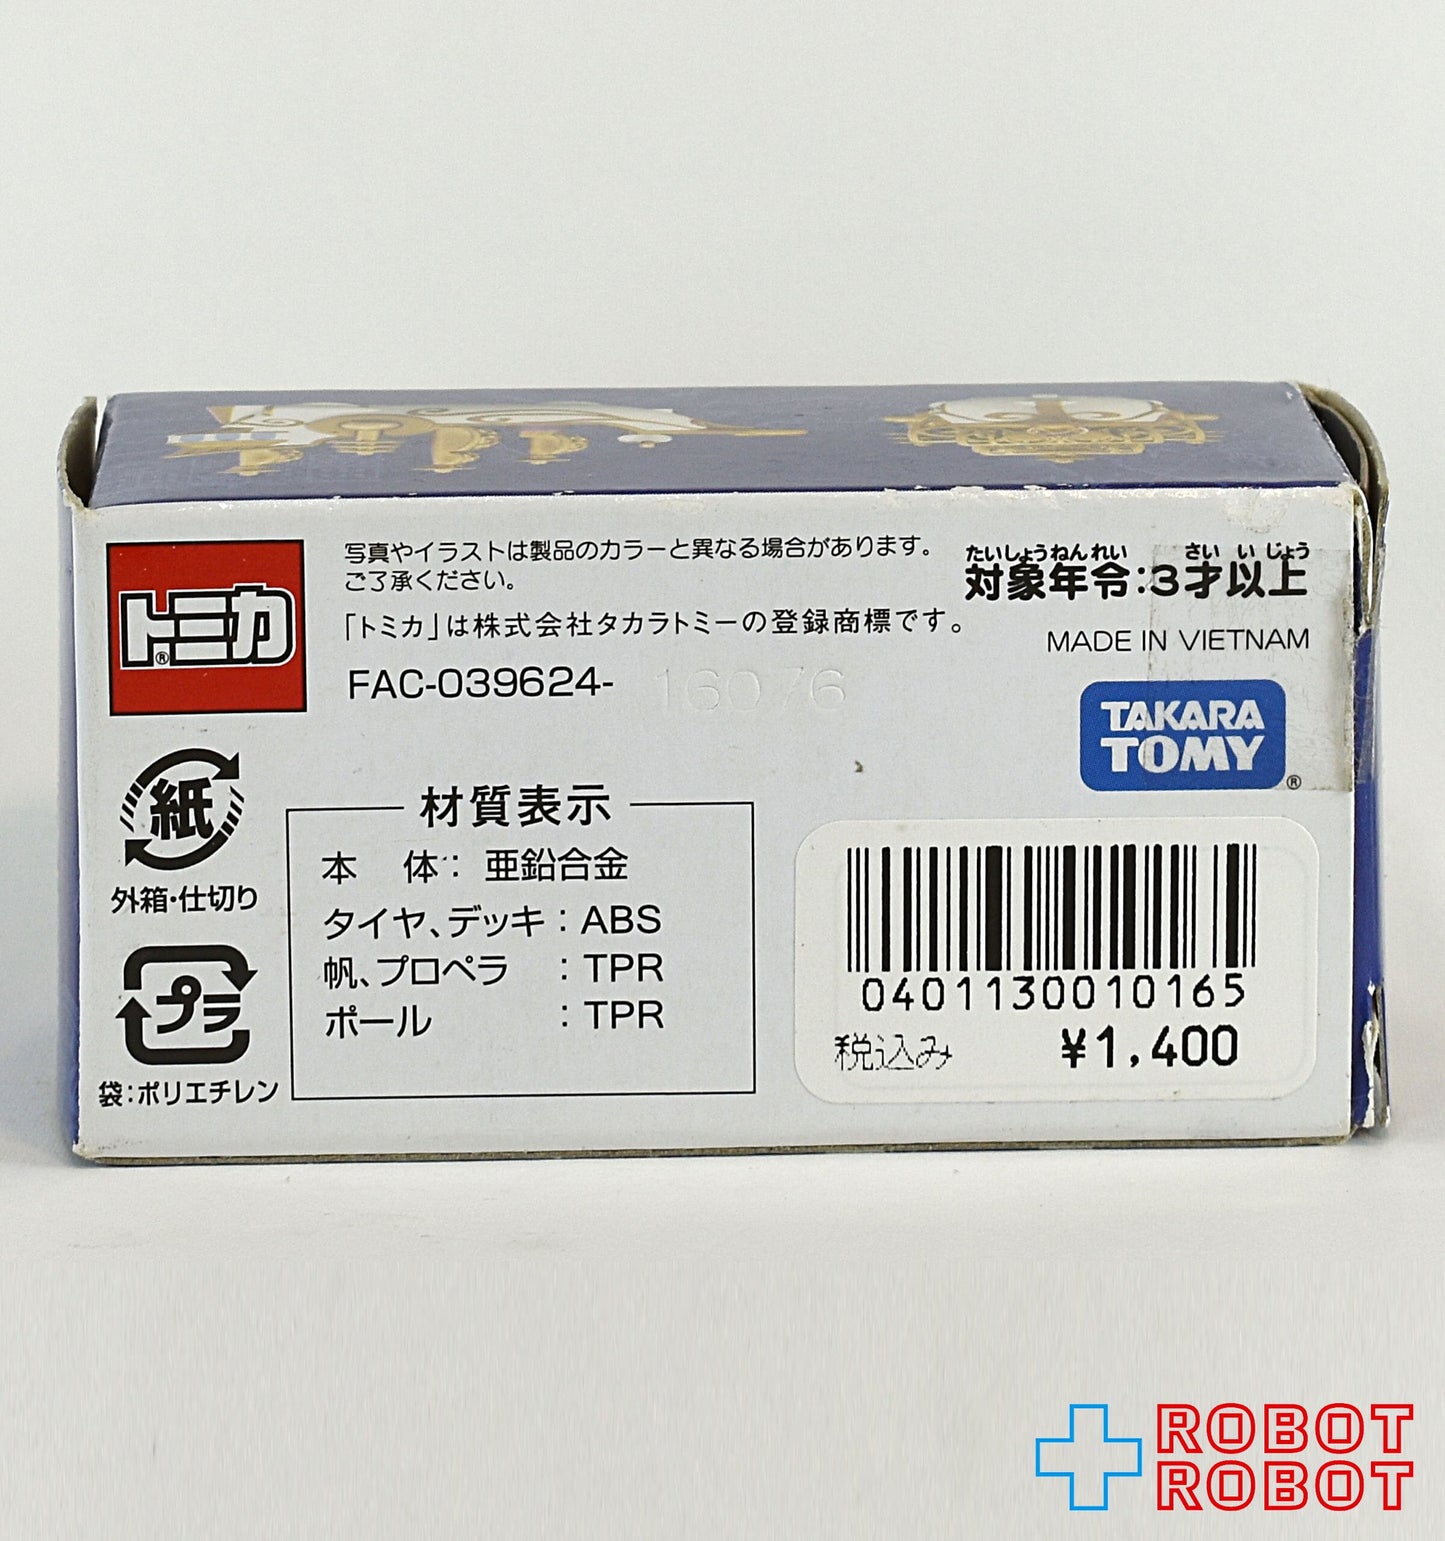 トミカ®
写真やイラストは製品のカラーと異なる場合があります。
ご了承ください。
「トミカ」は株式会社タカラトミーの登録商標です。
FAC-039624- 16076
たいしょうねんれい さいいじょう
対象年令:3才以上
MADE IN VIETNAM
TAKARA
TOMY®
紙
外箱・仕切り
プラ
袋:ポリエチレン
材質表示
本 体: 亜鉛合金
タイヤ、デッキ: ABS
帆、プロペラ : TPR
ポール : TPR
0401130010165
税込み ¥1,400
ROBOT
ROBOT